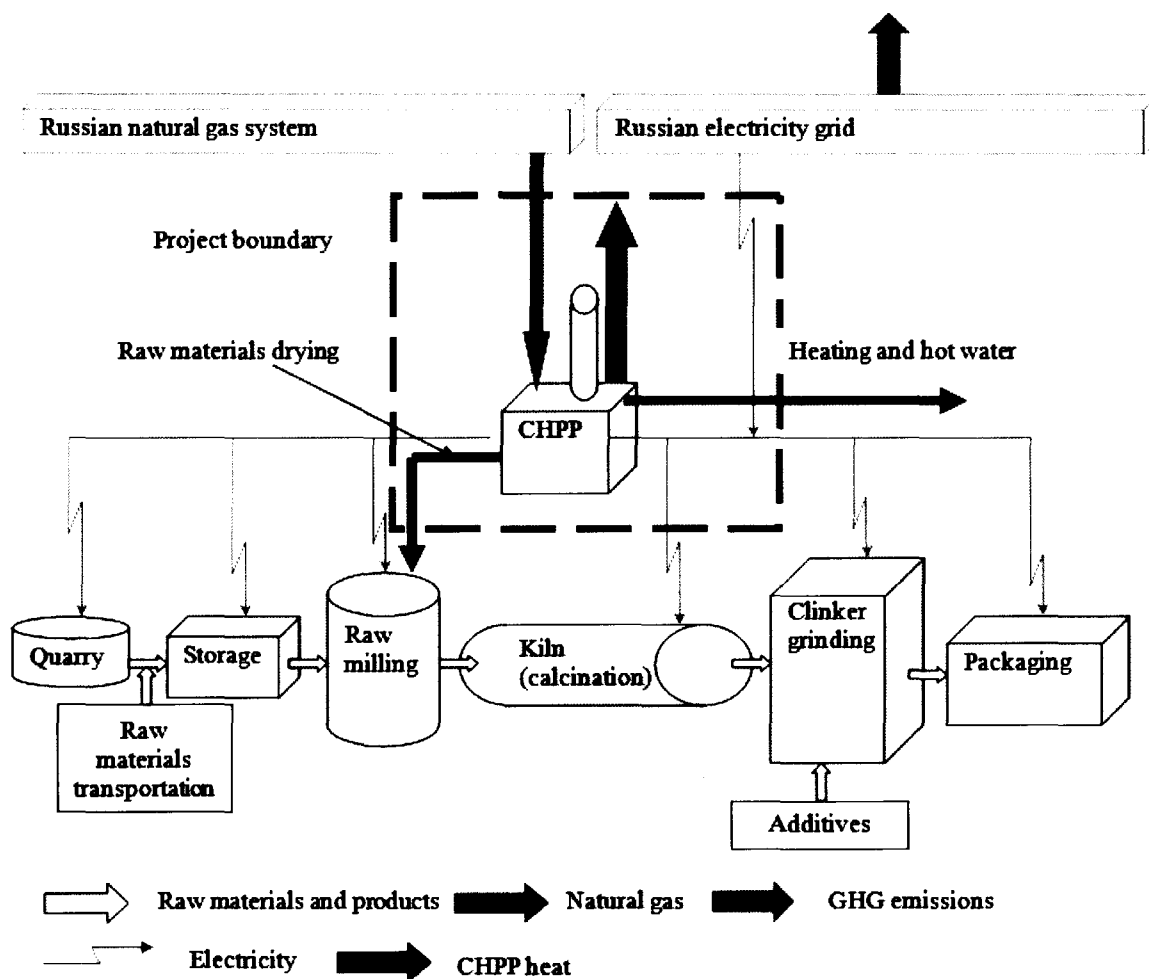 Russian natural gas system
Russian electricity grid
Project boundary
Raw materials drying
Heating and hot water
CHPP
Quarry
Storage
Raw
milling
Kiln
(calcination)
Clinker
grinding
Packaging
Raw
materials
transportation
Additives
Raw materials and products
Natural gas
GHG emissions
Electricity
CHPP heat